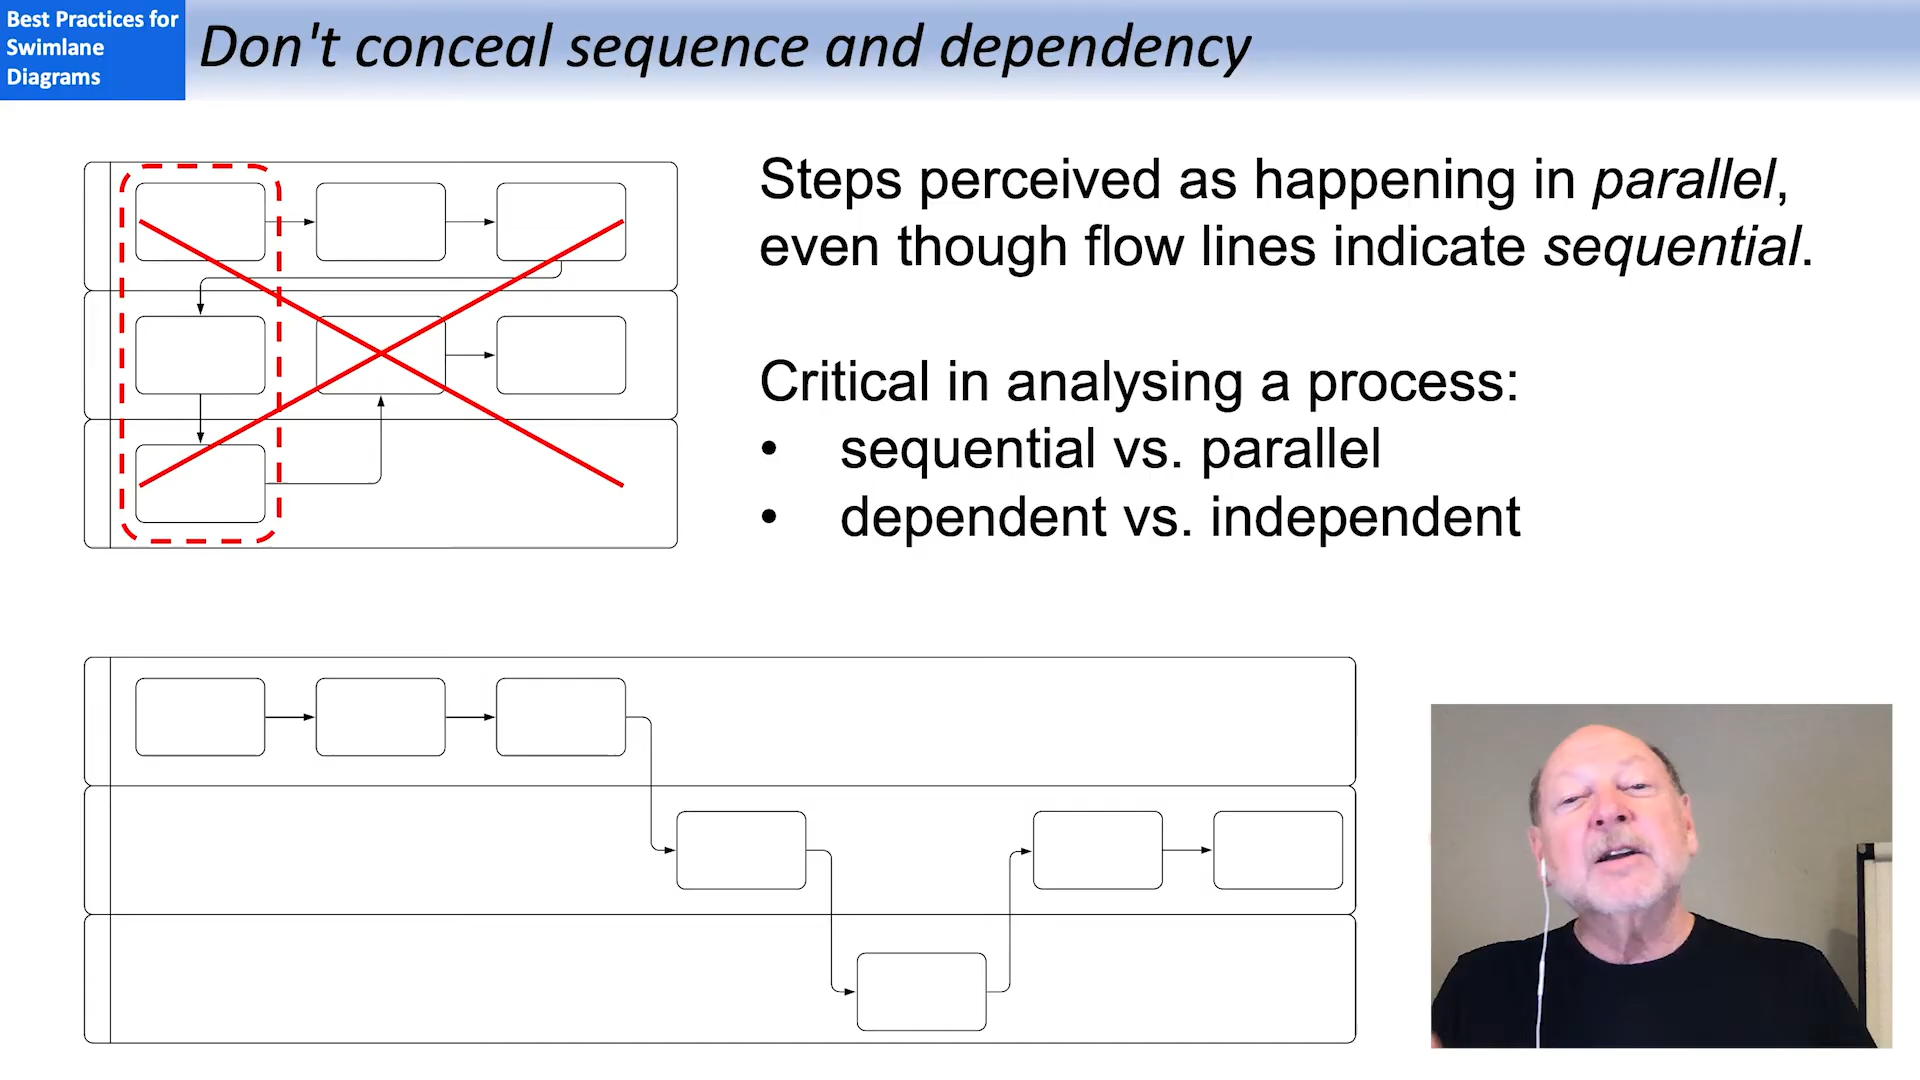 Best Practices for
Swimlane
Diagrams
Don't conceal sequence and dependency
Steps perceived as happening in parallel,
even though flow lines indicate sequential.
Critical in analysing a process:
• sequential vs. parallel
• dependent vs. independent